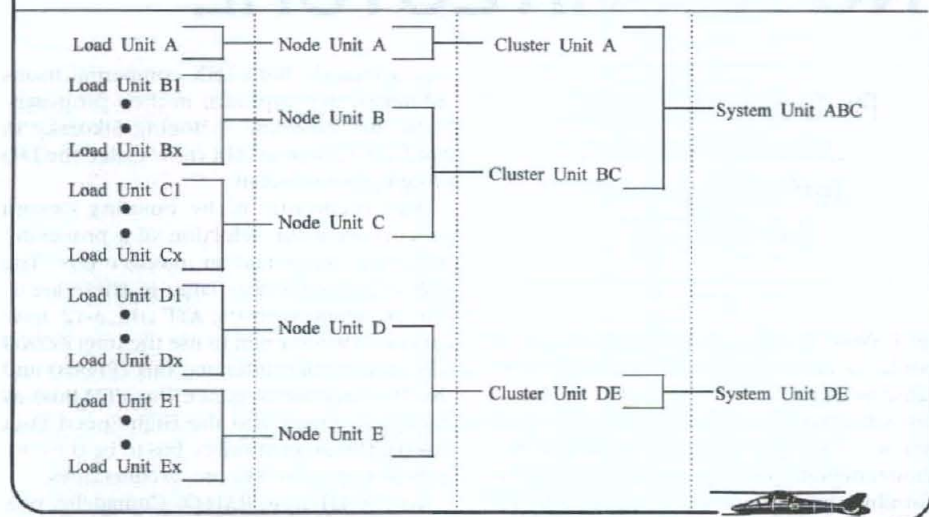 Load Unit A
Node Unit A
Cluster Unit A
Load Unit B1
Node Unit B
System Unit ABC
Load Unit Bx
Cluster Unit BC
Load Unit C1
Node Unit C
Load Unit Cx
Load Unit D1
Node Unit D
Load Unit Dx
Cluster Unit DE
System Unit DE
Load Unit E1
Node Unit E
Load Unit Ex